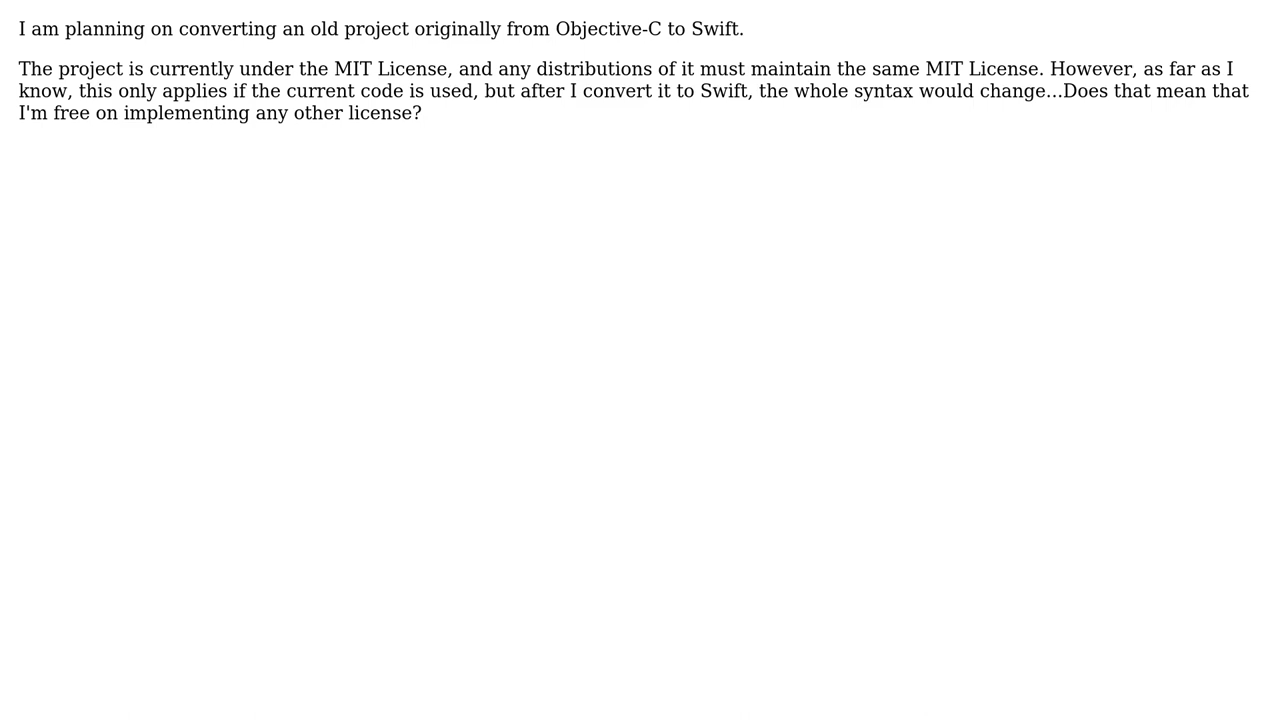 I am planning on converting an old project originally from Objective-C to Swift.
The project is currently under the MIT License, and any distributions of it must maintain the same MIT License. However, as far as I
know, this only applies if the current code is used, but after I convert it to Swift, the whole syntax would change...Does that mean that
I'm free on implementing any other license?